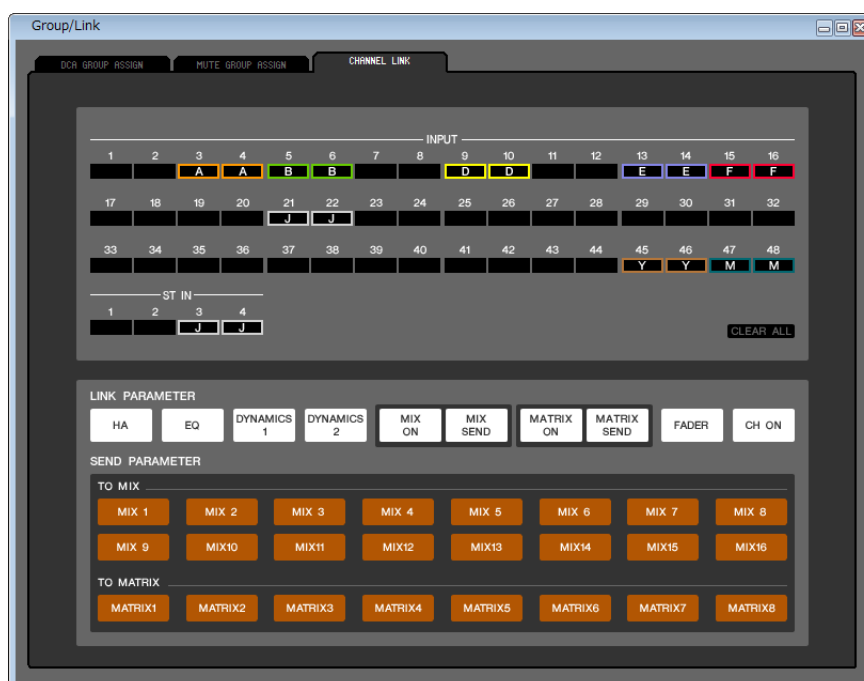 Group/Link
DCA GROUP ASSIGN MUTE GROUP ASSIGN CHANNEL LINK
INPUT
1 2 3 4 5 6 7 8 9 10 11 12 13 14 15 16
A A B B D D E E F F
17 18 19 20 21 22 23 24 25 26 27 28 29 30 31 32
J J
33 34 35 36 37 38 39 40 41 42 43 44 45 46 47 48
Y Y M M
ST IN
1 2 3 4
J J
CLEAR ALL
LINK PARAMETER
HA EQ DYNAMICS 1 DYNAMICS 2 MIX ON MIX SEND MATRIX ON MATRIX SEND FADER CH ON
SEND PARAMETER
TO MIX
MIX 1 MIX 2 MIX 3 MIX 4 MIX 5 MIX 6 MIX 7 MIX 8
MIX 9 MIX10 MIX11 MIX12 MIX13 MIX14 MIX15 MIX16
TO MATRIX
MATRIX1 MATRIX2 MATRIX3 MATRIX4 MATRIX5 MATRIX6 MATRIX7 MATRIX8